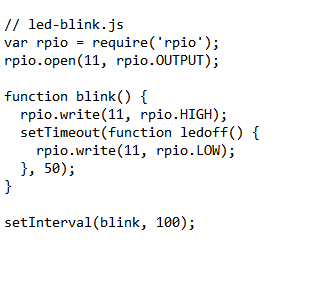 // led-blink.js
var rpio = require('rpio');
rpio.open(11, rpio.OUTPUT);

function blink() {
  rpio.write(11, rpio.HIGH);
  setTimeout(function ledoff() {
    rpio.write(11, rpio.LOW);
  }, 50);
}

setInterval(blink, 100);